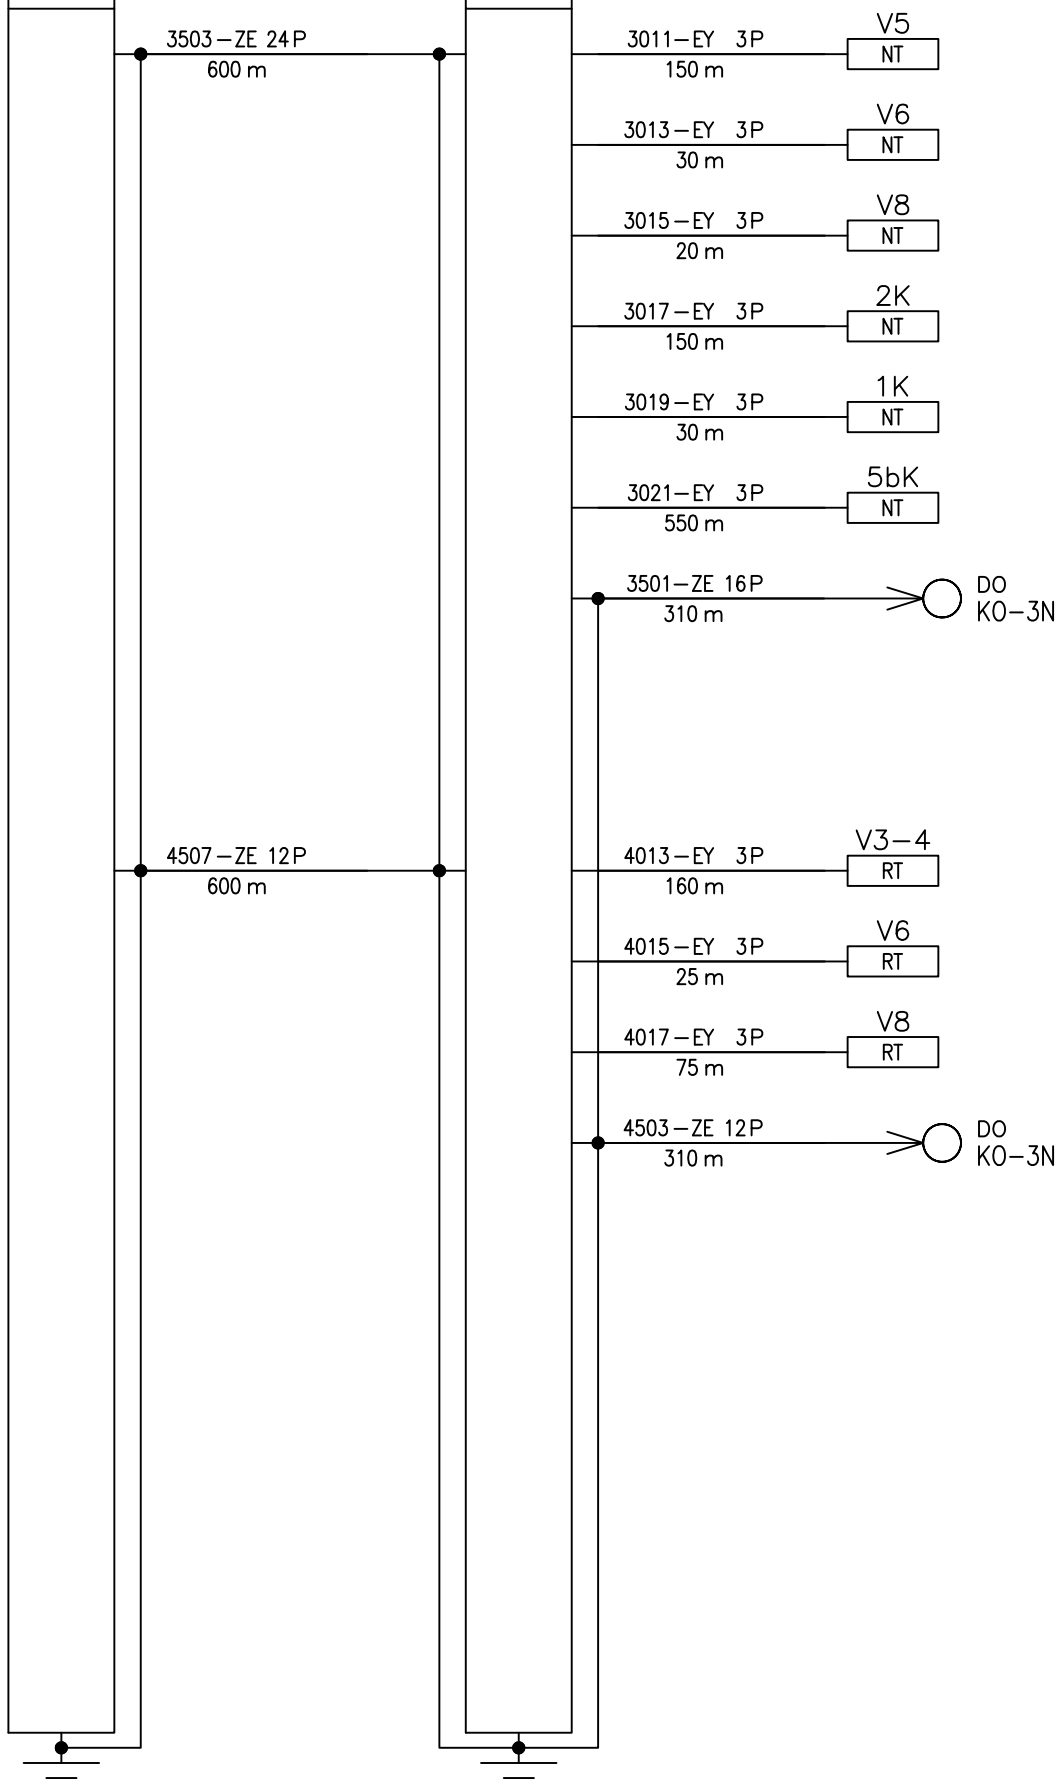 3503-ZE 24P
600 m
3011-EY 3P
150 m
V5
NT
3013-EY 3P
30 m
V6
NT
3015-EY 3P
20 m
V8
NT
3017-EY 3P
150 m
2K
NT
3019-EY 3P
30 m
1K
NT
3021-EY 3P
550 m
5bK
NT
3501-ZE 16P
310 m
DO
KO-3N
4507-ZE 12P
600 m
4013-EY 3P
160 m
V3-4
RT
4015-EY 3P
25 m
V6
RT
4017-EY 3P
75 m
V8
RT
4503-ZE 12P
310 m
DO
KO-3N